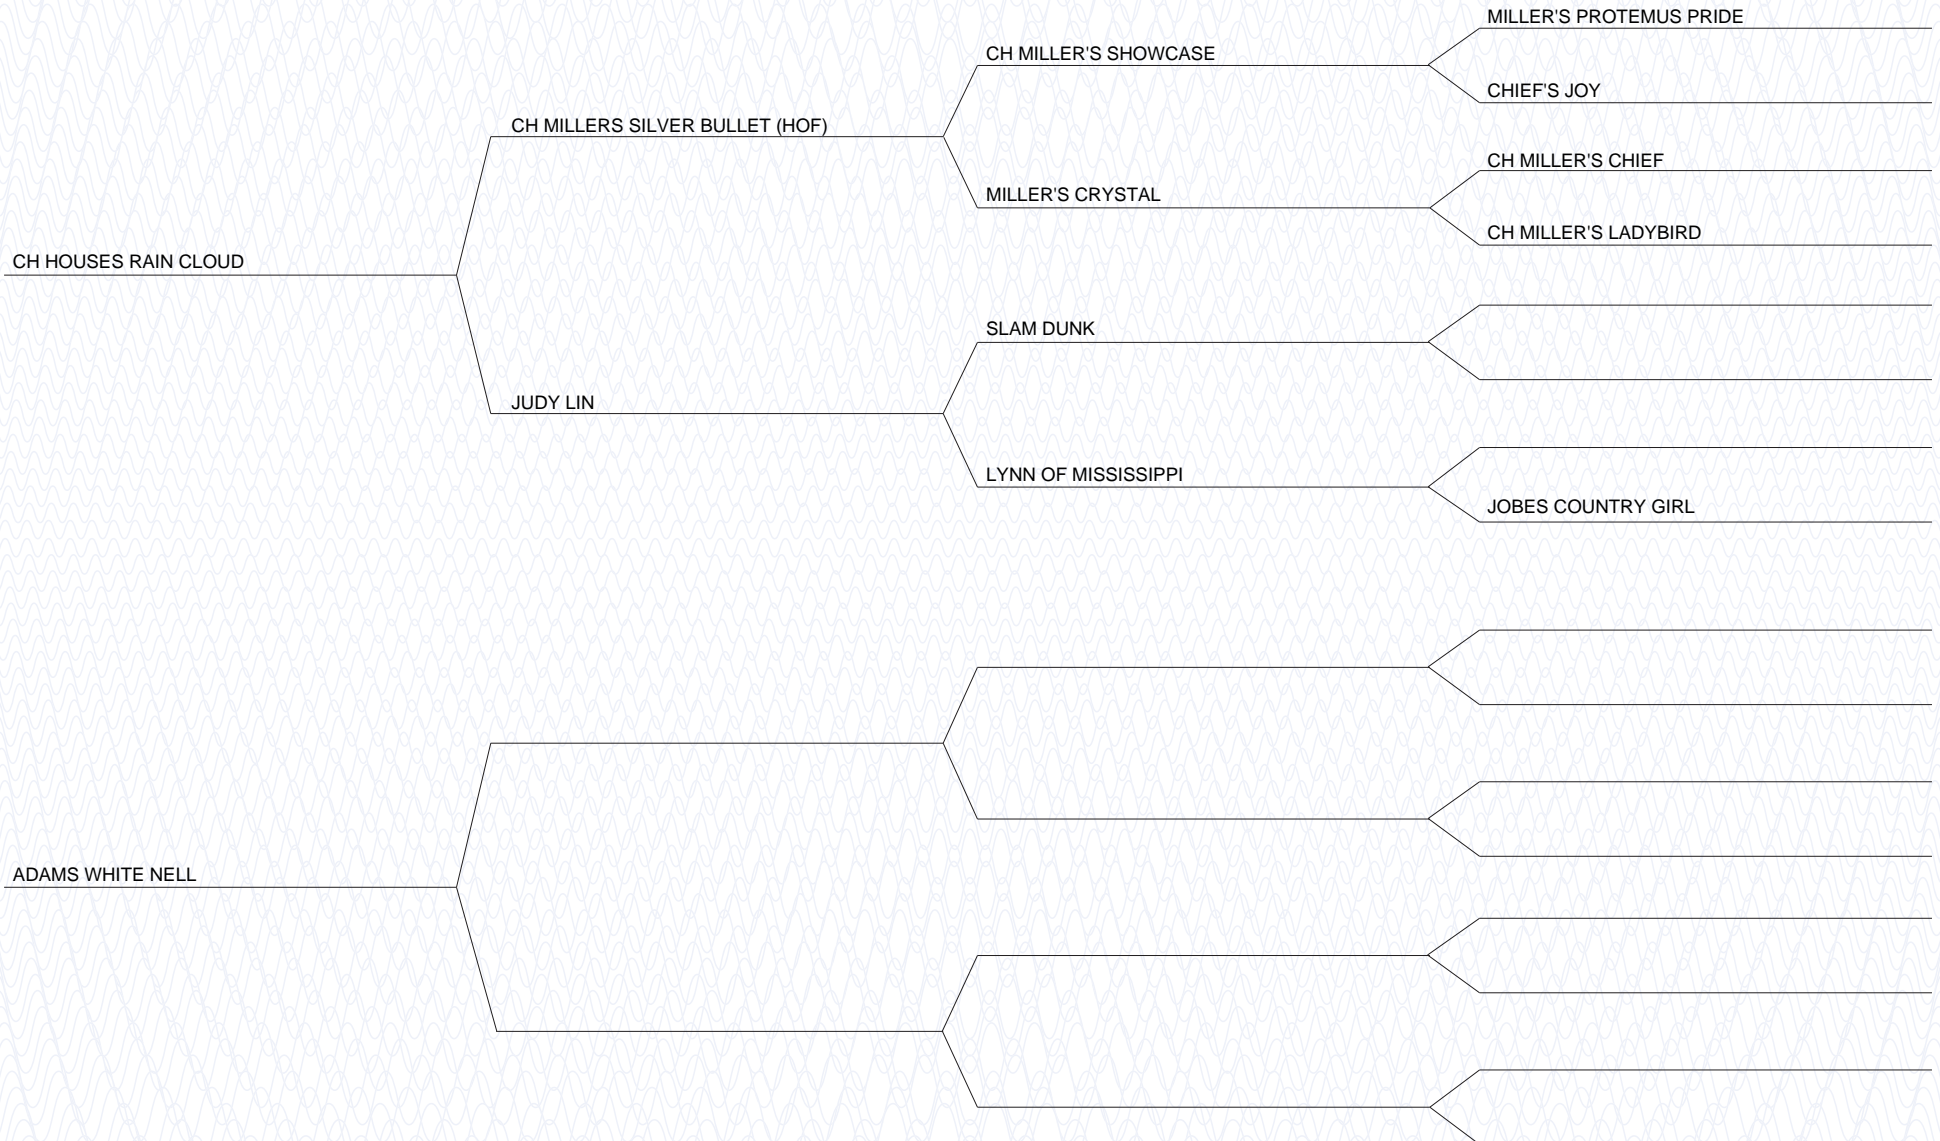 MILLER'S PROTEMUS PRIDE
CH MILLER'S SHOWCASE
CHIEF'S JOY
CH MILLERS SILVER BULLET (HOF)
CH MILLER'S CHIEF
MILLER'S CRYSTAL
CH MILLER'S LADYBIRD
CH HOUSES RAIN CLOUD
SLAM DUNK
JUDY LIN
LYNN OF MISSISSIPPI
JOBES COUNTRY GIRL
ADAMS WHITE NELL